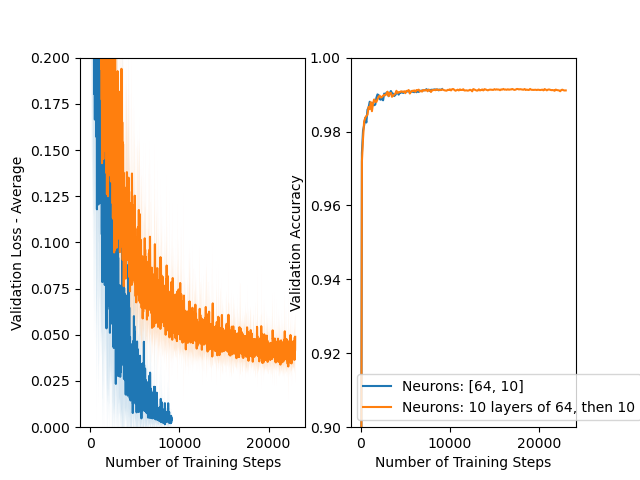 0.200
0.175
0.150
0.125
0.100
0.075
0.050
0.025
0.000
Validation Loss - Average
0 10000 20000
Number of Training Steps
1.00
0.98
0.96
0.94
0.92
0.90
Validation Accuracy
Neurons: [64, 10]
Neurons: 10 layers of 64, then 10
0 10000 20000
Number of Training Steps